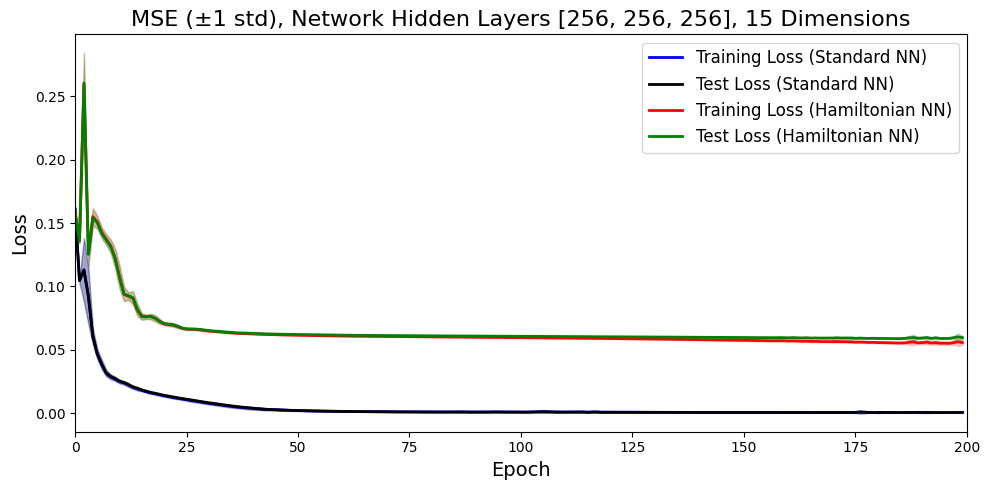 MSE (±1 std), Network Hidden Layers [256, 256, 256], 15 Dimensions
Training Loss (Standard NN)
Test Loss (Standard NN)
Training Loss (Hamiltonian NN)
Test Loss (Hamiltonian NN)
Loss
0.25
0.20
0.15
0.10
0.05
0.00
0 25 50 75 100 125 150 175 200
Epoch